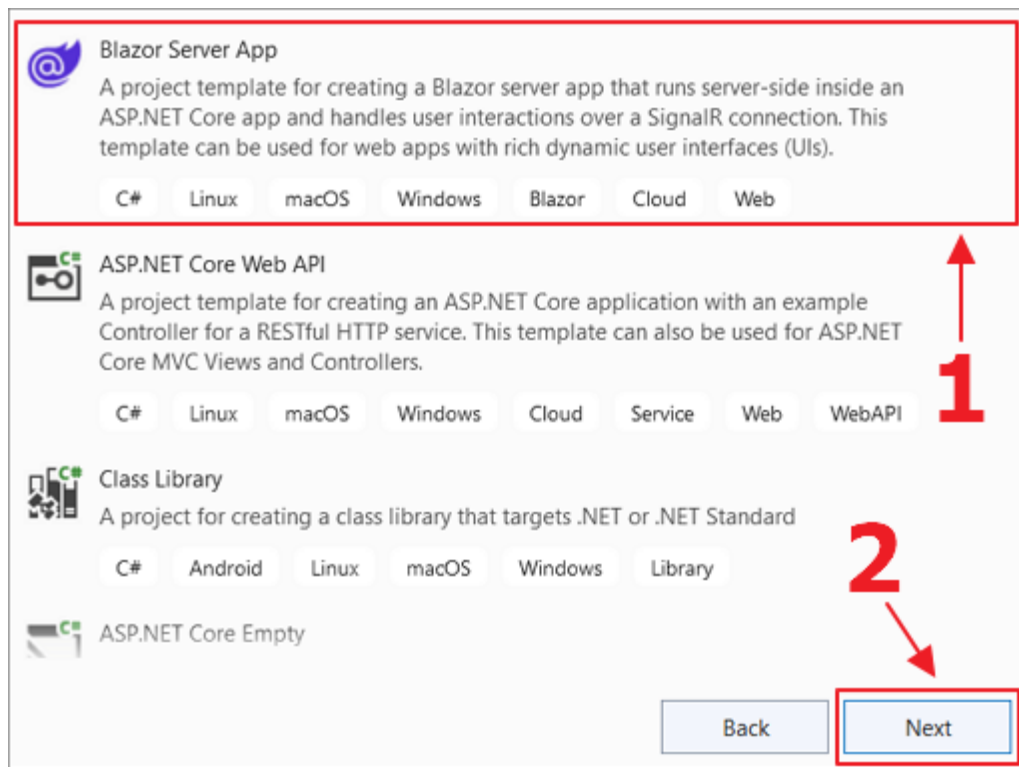 Blazor Server App
A project template for creating a Blazor server app that runs server-side inside an
ASP.NET Core app and handles user interactions over a SignalR connection. This
template can be used for web apps with rich dynamic user interfaces (UIs).
C# Linux macOS Windows Blazor Cloud Web
C#
ASP.NET Core Web API
A project template for creating an ASP.NET Core application with an example
Controller for a RESTful HTTP service. This template can also be used for ASP.NET
Core MVC Views and Controllers.
1
C# Linux macOS Windows Cloud Service Web WebAPI
C#
Class Library
A project for creating a class library that targets .NET or .NET Standard
2
C# Android Linux macOS Windows Library
C#
ASP.NET Core Empty
Back Next